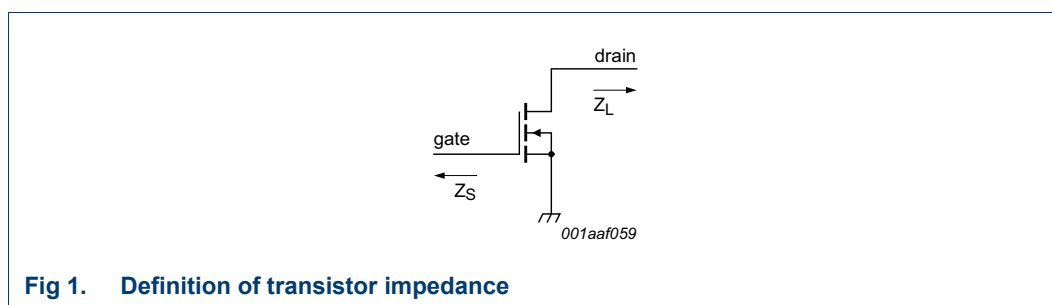 drain
Z_L
gate
Z_S
001aaf059
Fig 1. Definition of transistor impedance